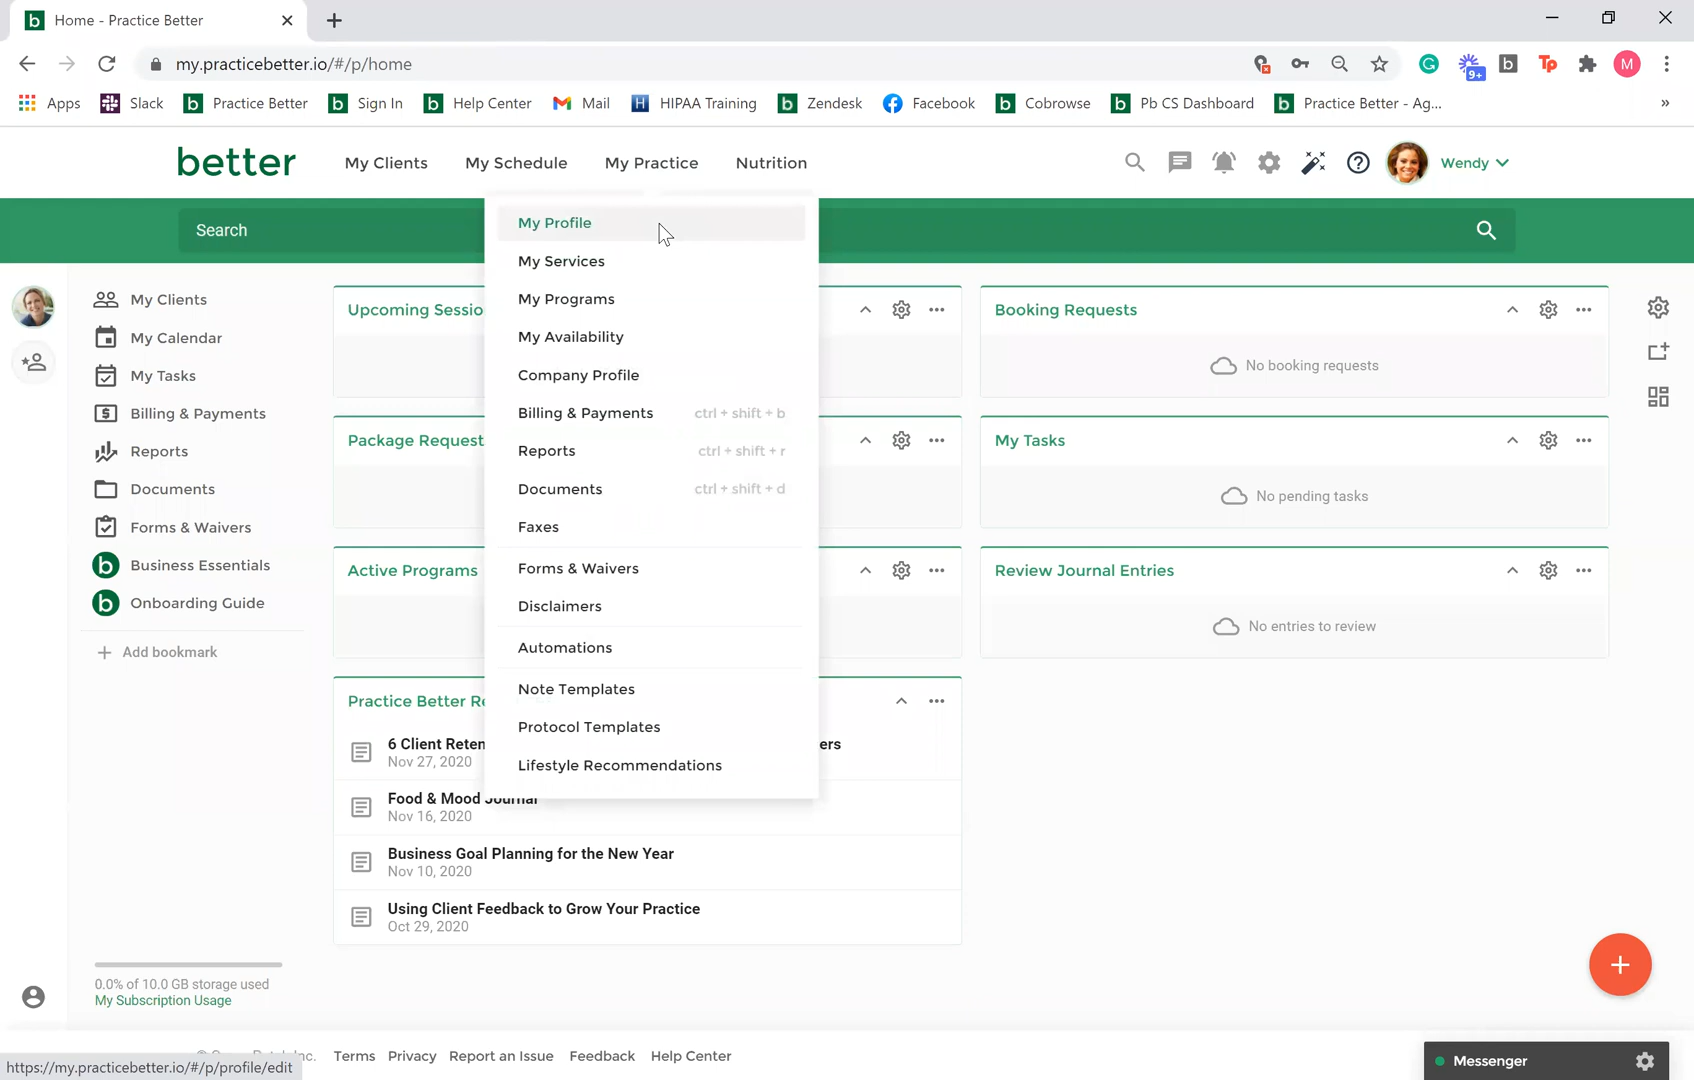 b Home - Practice Better
my.practicebetter.io/#/p/home
G 9+ b Tp M
Apps Slack b Practice Better b Sign In b Help Center Mail H HIPAA Training b Zendesk Facebook b Cobrowse b Pb CS Dashboard b Practice Better - Ag... »
better My Clients My Schedule My Practice Nutrition Wendy
Search
My Profile
My Services
My Programs
My Availability
Company Profile
Billing & Payments ctrl + shift + b
Reports ctrl + shift + r
Documents ctrl + shift + d
Faxes
Forms & Waivers
Disclaimers
Automations
Note Templates
Protocol Templates
Lifestyle Recommendations
My Clients
My Calendar
My Tasks
Billing & Payments
Reports
Documents
Forms & Waivers
b Business Essentials
b Onboarding Guide
+ Add bookmark
0.0% of 10.0 GB storage used
My Subscription Usage
Upcoming Sessio
Package Request
Active Programs
Practice Better Re
6 Client Reten ers
Nov 27, 2020
Food & Mood Journal
Nov 16, 2020
Business Goal Planning for the New Year
Nov 10, 2020
Using Client Feedback to Grow Your Practice
Oct 29, 2020
Booking Requests
No booking requests
My Tasks
No pending tasks
Review Journal Entries
No entries to review
+
Inc. Terms Privacy Report an Issue Feedback Help Center
https://my.practicebetter.io/#/p/profile/edit
Messenger